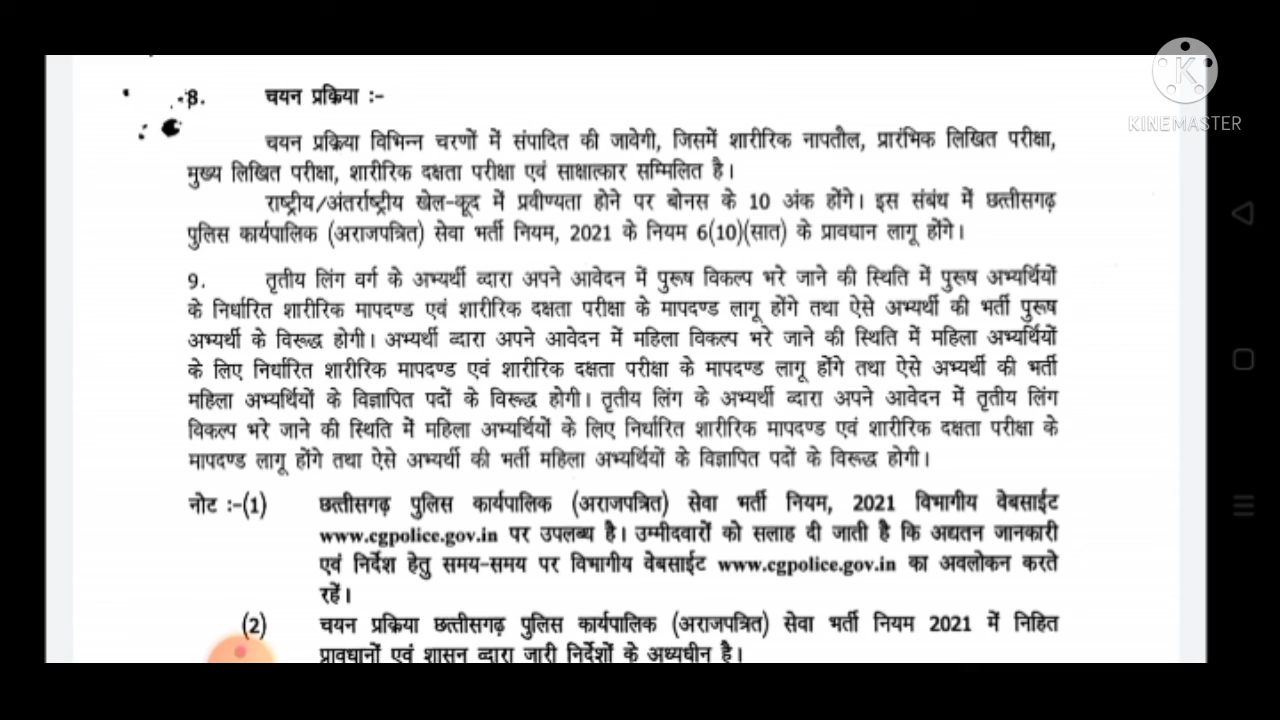 KINEMASTER
8. चयन प्रक्रिया :-
चयन प्रक्रिया विभिन्न चरणों में संपादित की जावेगी, जिसमें शारीरिक नापतौल, प्रारंभिक लिखित परीक्षा,
मुख्य लिखित परीक्षा, शारीरिक दक्षता परीक्षा एवं साक्षात्कार सम्मिलित है।
राष्ट्रीय/अंतर्राष्ट्रीय खेल-कूद में प्रवीण्यता होने पर बोनस के 10 अंक होंगे। इस संबंध में छत्तीसगढ़
पुलिस कार्यपालिक (अराजपत्रित) सेवा भर्ती नियम, 2021 के नियम 6(10)(सात) के प्रावधान लागू होंगे।
9. तृतीय लिंग वर्ग के अभ्यर्थी व्दारा अपने आवेदन में पुरूष विकल्प भरे जाने की स्थिति में पुरूष अभ्यर्थियों
के निर्धारित शारीरिक मापदण्ड एवं शारीरिक दक्षता परीक्षा के मापदण्ड लागू होंगे तथा ऐसे अभ्यर्थी की भर्ती पुरूष
अभ्यर्थी के विरूद्ध होगी। अभ्यर्थी व्दारा अपने आवेदन में महिला विकल्प भरे जाने की स्थिति में महिला अभ्यर्थियों
के लिए निर्धारित शारीरिक मापदण्ड एवं शारीरिक दक्षता परीक्षा के मापदण्ड लागू होंगे तथा ऐसे अभ्यर्थी की भर्ती
महिला अभ्यर्थियों के विज्ञापित पदों के विरूद्ध होगी। तृतीय लिंग के अभ्यर्थी व्दारा अपने आवेदन में तृतीय लिंग
विकल्प भरे जाने की स्थिति में महिला अभ्यर्थियों के लिए निर्धारित शारीरिक मापदण्ड एवं शारीरिक दक्षता परीक्षा के
मापदण्ड लागू होंगे तथा ऐसे अभ्यर्थी की भर्ती महिला अभ्यर्थियों के विज्ञापित पदों के विरूद्ध होगी।
नोट :-(1) छत्तीसगढ़ पुलिस कार्यपालिक (अराजपत्रित) सेवा भर्ती नियम, 2021 विभागीय वेबसाईट
www.cgpolice.gov.in पर उपलब्ध है। उम्मीदवारों को सलाह दी जाती है कि अद्यतन जानकारी
एवं निर्देश हेतु समय-समय पर विभागीय वेबसाईट www.cgpolice.gov.in का अवलोकन करते
रहें।
(2) चयन प्रक्रिया छत्तीसगढ़ पुलिस कार्यपालिक (अराजपत्रित) सेवा भर्ती नियम 2021 में निहित
प्रावधानों एवं शासन व्दारा जारी निर्देशों के अध्यधीन है।